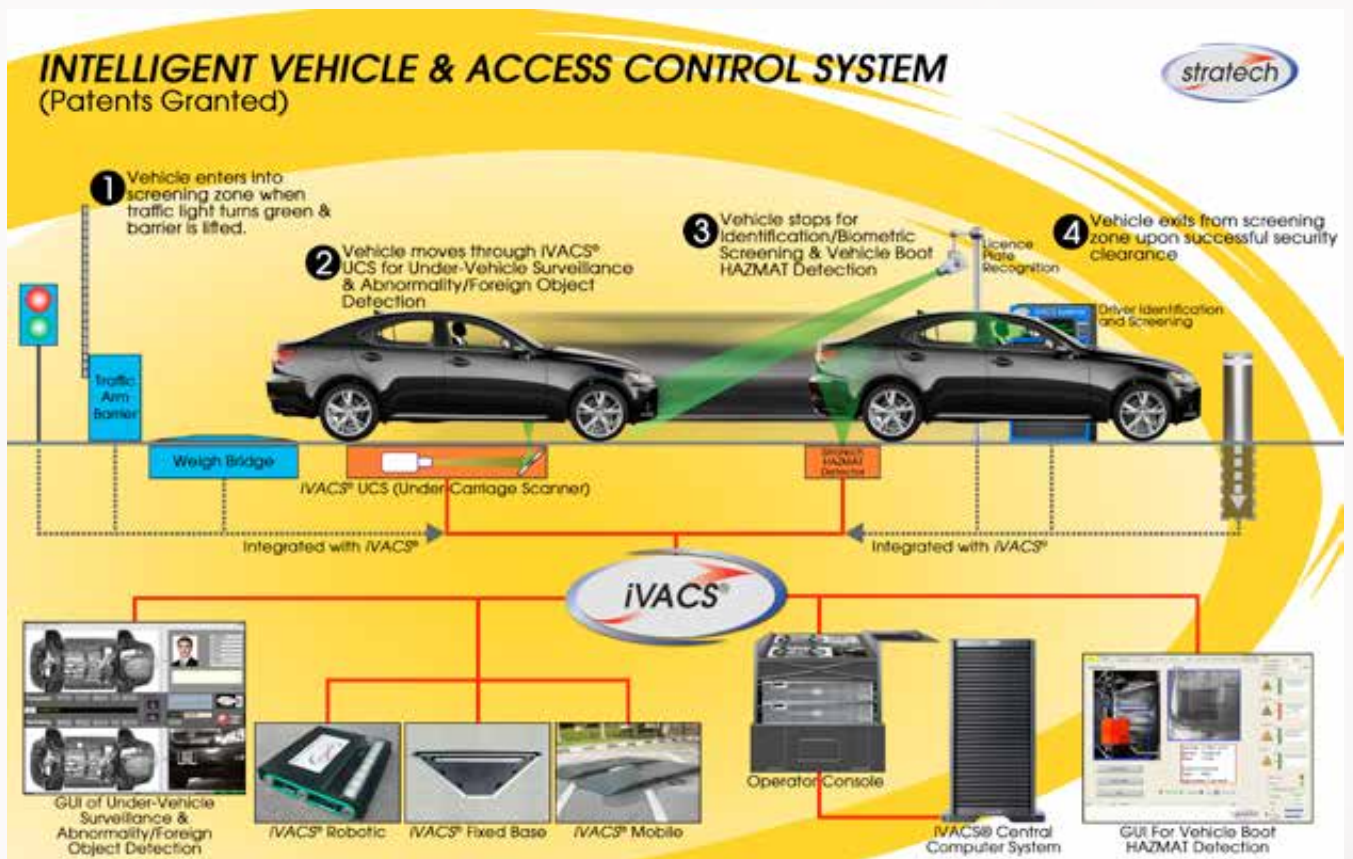 INTELLIGENT VEHICLE & ACCESS CONTROL SYSTEM
(Patents Granted)
stratech
1 Vehicle enters into
screening zone when
traffic light turns green &
barrier is lifted.
2 Vehicle moves through iVACS®
UCS for Under-Vehicle Surveillance
& Abnormality/Foreign Object
Detection
3 Vehicle stops for
Identification/Biometric
Screening & Vehicle Boot
HAZMAT Detection
Licence
Plate
Recognition
4 Vehicle exits from screening
zone upon successful security
clearance
Driver Identification
and Screening
Traffic
Arm
Barrier
Weigh Bridge
iVACS® UCS (Under Carriage Scanner)
Stratech
HAZMAT
Detector
Integrated with iVACS®
Integrated with iVACS®
iVACS®
GUI of Under-Vehicle
Surveillance &
Abnormality/Foreign
Object Detection
iVACS® Robotic
iVACS® Fixed Base
iVACS® Mobile
Operator Console
iVACS® Central
Computer System
GUI For Vehicle Boot
HAZMAT Detection